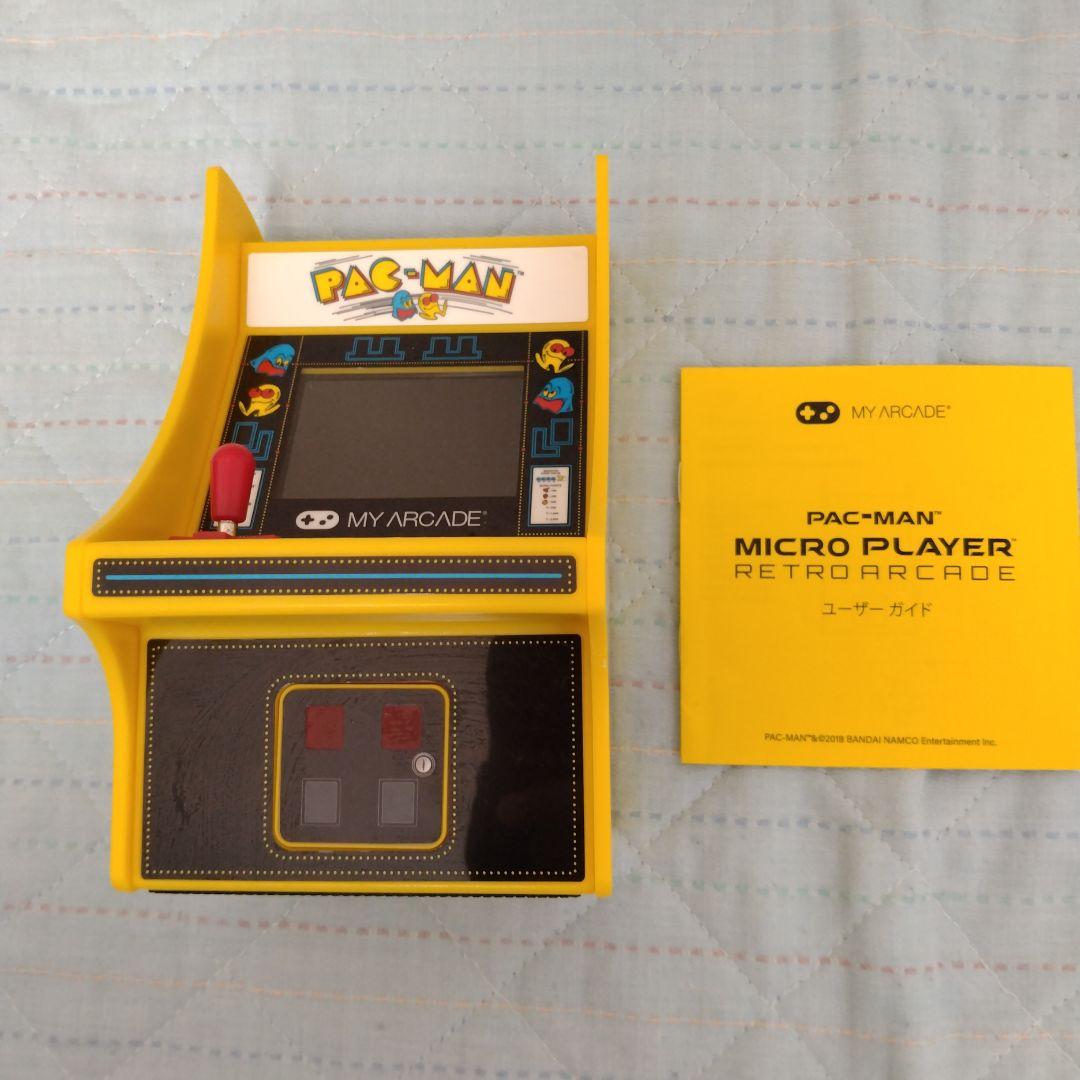 PAC-MAN™
MY ARCADE®
MY ARCADE®
PAC-MAN™
MICRO PLAYER™
RETRO ARCADE
ユーザー ガイド
PAC-MAN™&©2018 BANDAI NAMCO Entertainment Inc.